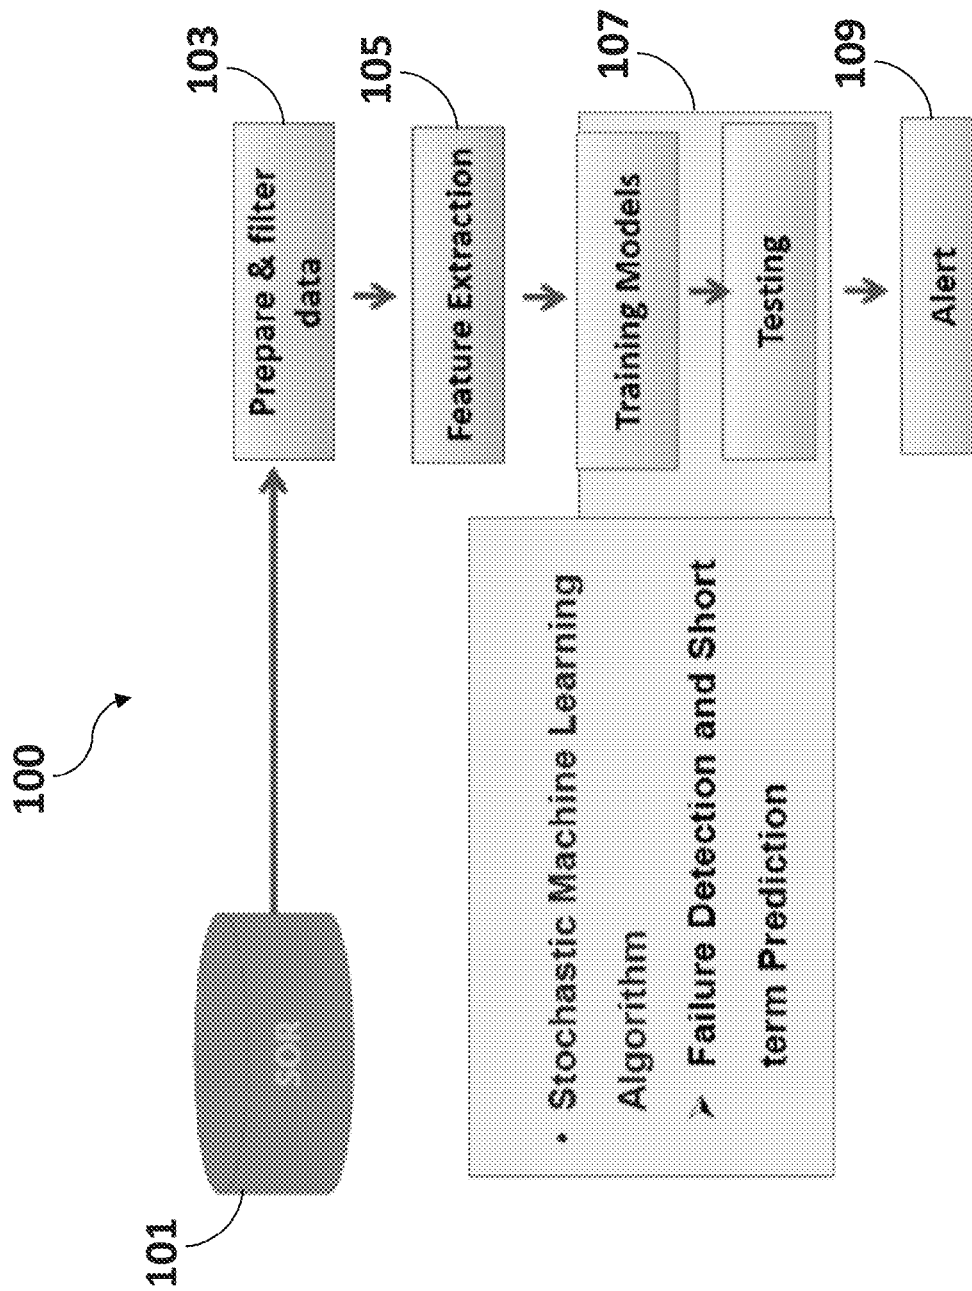 100
101
103
Prepare & filter
data
105
Feature Extraction
107
Training Models
Testing
• Stochastic Machine Learning
Algorithm
➢ Failure Detection and Short
term Prediction
109
Alert